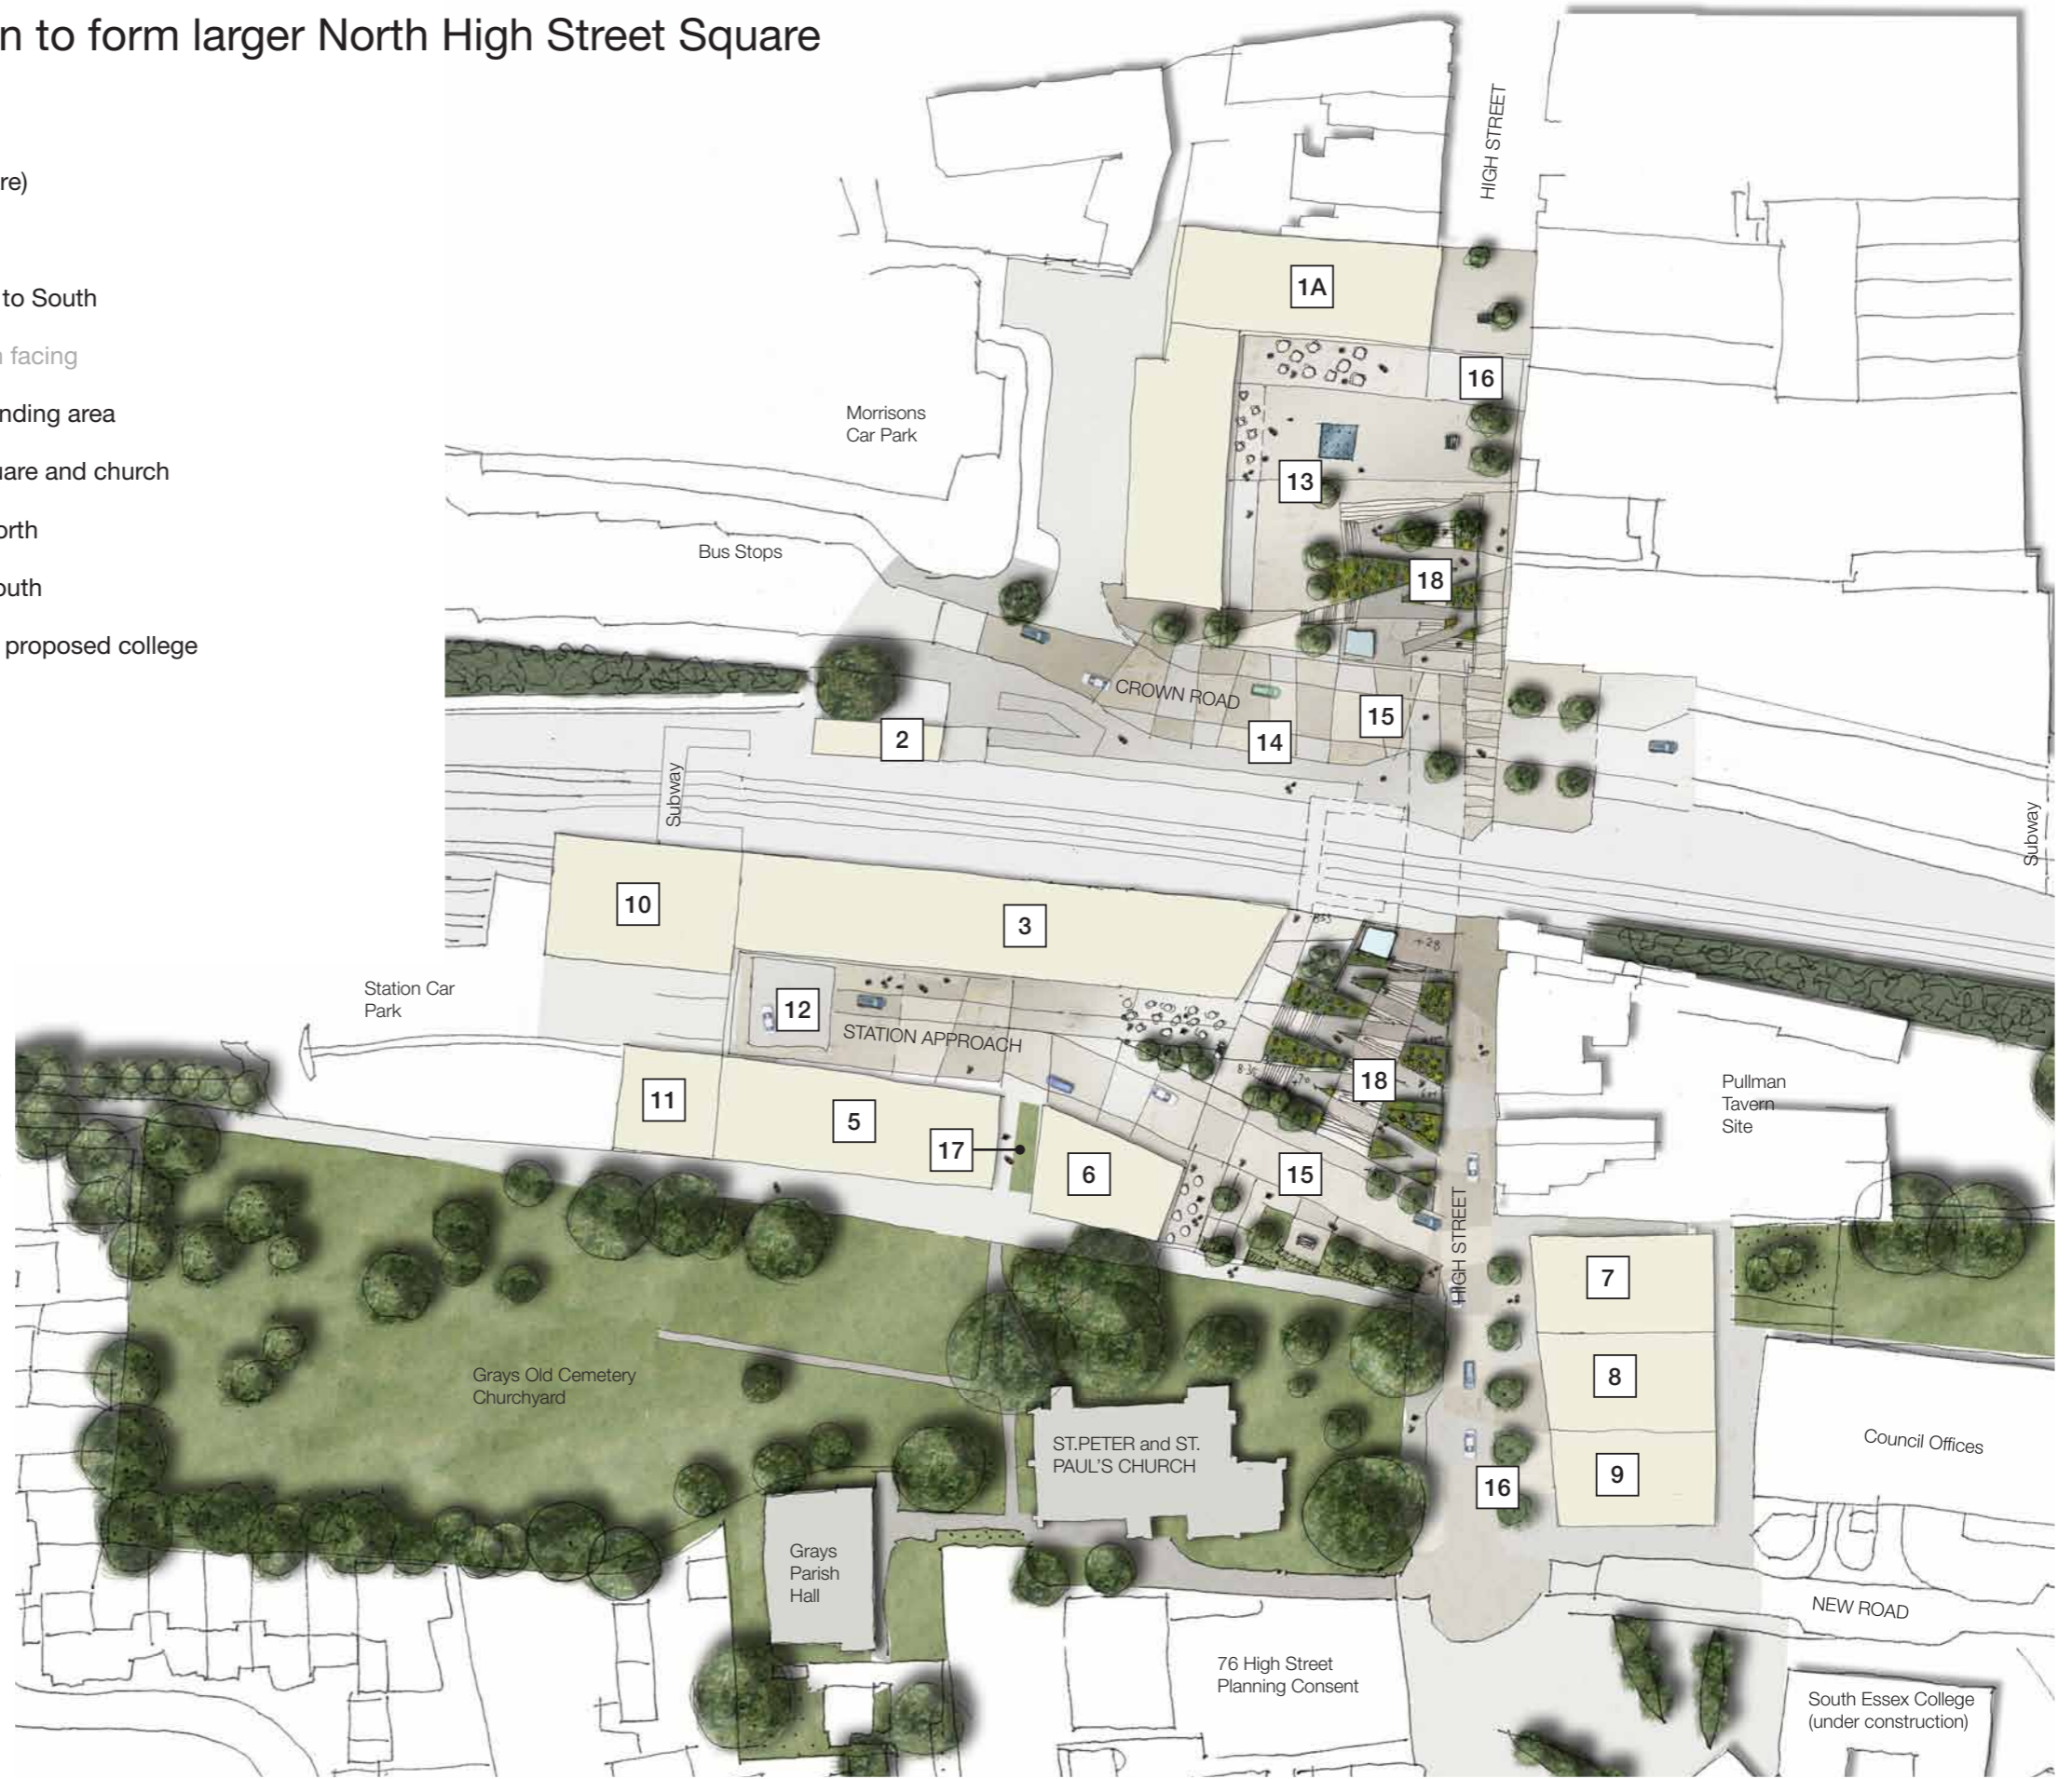 n to form larger North High Street Square
re)
to South
facing
nding area
uare and church
orth
outh
proposed college
HIGH STREET
1A
16
Morrisons
Car Park
13
Bus Stops
18
CROWN ROAD
15
14
2
Subway
Subway
10
3
Station Car
Park
12
STATION APPROACH
18
Pullman
Tavern
Site
11
5
17
6
15
HIGH STREET
7
8
9
16
Grays Old Cemetery
Churchyard
ST.PETER and ST.
PAUL'S CHURCH
Council Offices
Grays
Parish
Hall
NEW ROAD
76 High Street
Planning Consent
South Essex College
(under construction)